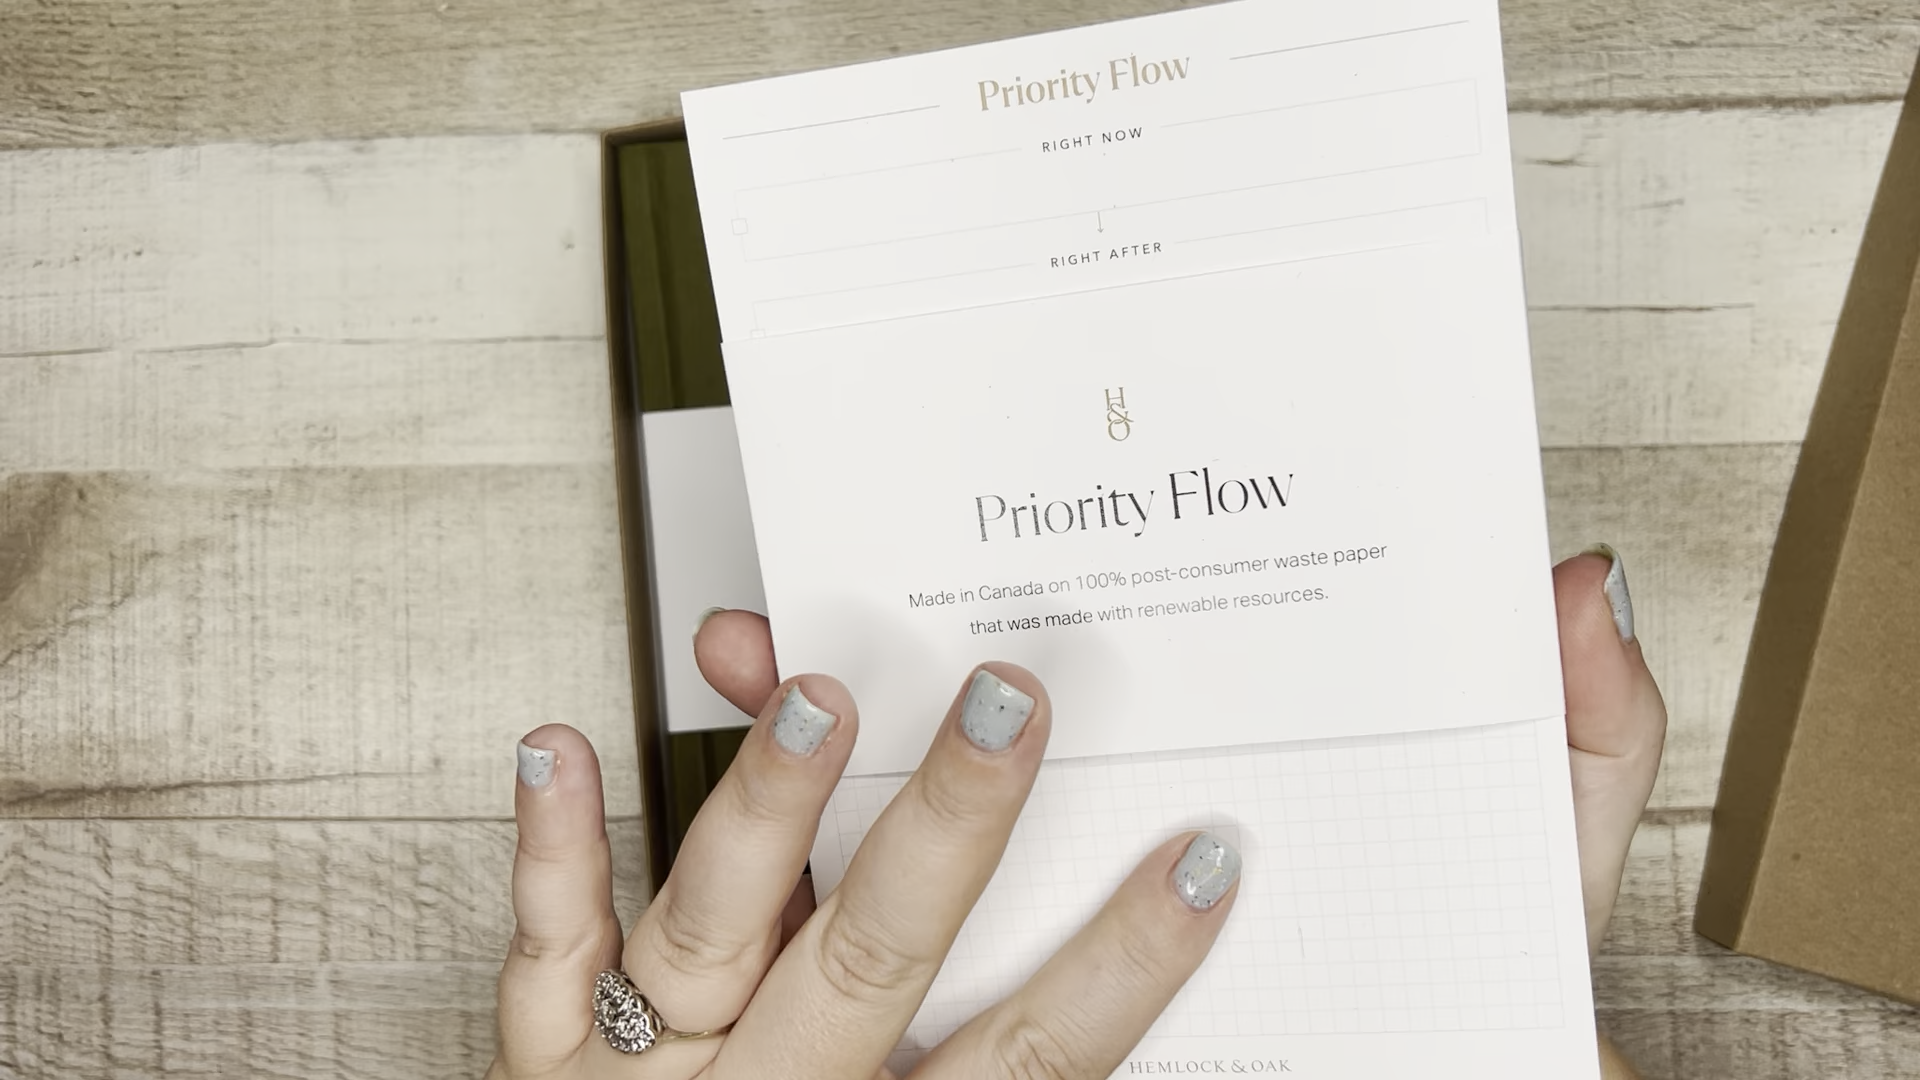 Priority Flow
RIGHT NOW
RIGHT AFTER
H
&
O
Priority Flow
Made in Canada on 100% post-consumer waste paper
that was made with renewable resources.
HEMLOCK & OAK